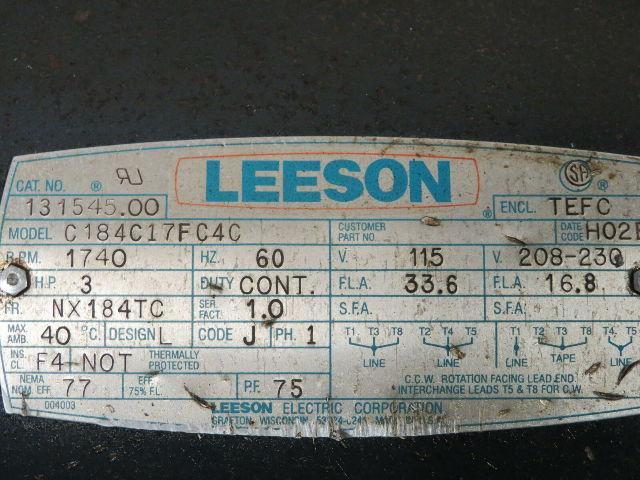 LEESON ®
CAT. NO. ® 131545.00 ENCL. TEFC
MODEL C184C17FC4C CUSTOMER PART NO. DATE CODE
R.P.M. 1740 HZ. 60 V. 115 V. 208-230
H.P. 3 DUTY CONT. F.L.A. 33.6 F.L.A. 16.8
FR. NX184TC SER. FACT. 1.0 S.F.A. S.F.A.
MAX. AMB. 40 °C. DESIGN L CODE J PH. 1 T1 T3 T8 T2 T4 T5 T1 T3 T8
INS. CL. F4-NOT THERMALLY PROTECTED LINE LINE LINE TAPE LINE
NEMA NOM. EFF 77 EFF. 75% F.L. P.F. 75 C.C.W. ROTATION FACING LEAD END
INTERCHANGE LEADS T5 & T8 FOR C.W.
004003 LEESON ELECTRIC CORPORATION
GRAFTON, WISCONSIN MADE IN U.S.A.